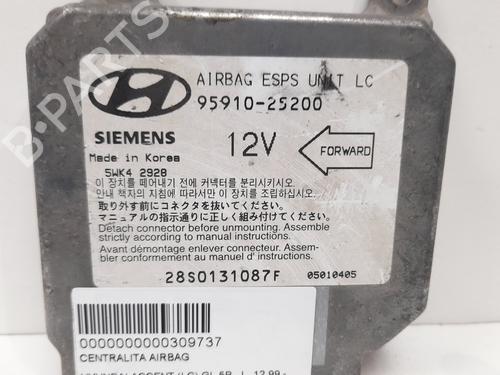 AIRBAG ESPS UNIT LC
95910-25200
SIEMENS
12V
FORWARD
Made in Korea
5WK4 2928
이 장치를 떼어내기 전에 커넥터를 분리하시오.
안내 책자의 지침에 따라서만 이 장치를 조립하십시오.
取り外す前にコネクタを抜いてください。
マニュアルの指示通りに正しく組み付けてください。
Detach connector before unmounting. Assemble
strictly according to manual instructions.
Avant démontage enlever connecteur. Assem-
bler conformement au manuel d' instructions
28S0131087F
05010405
0000000000309737
CENTRALITA AIRBAG
B-PARTS